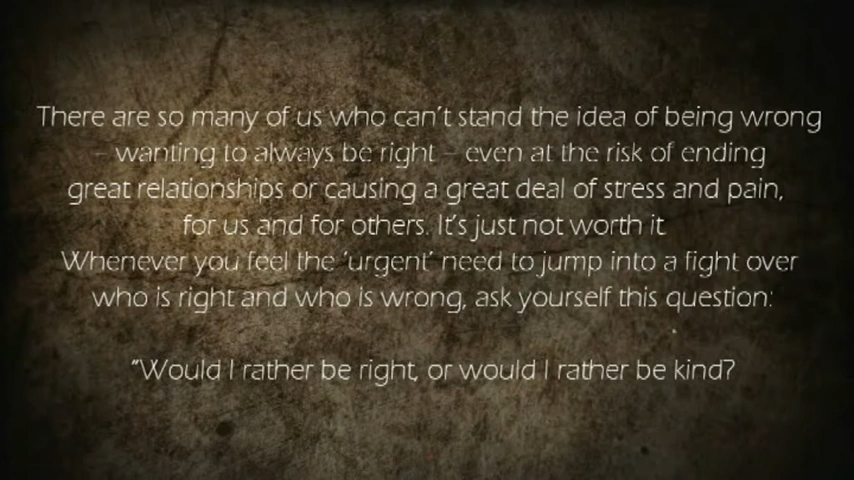 There are so many of us who can't stand the idea of being wrong
– wanting to always be right – even at the risk of ending
great relationships or causing a great deal of stress and pain,
for us and for others. It's just not worth it.
Whenever you feel the 'urgent' need to jump into a fight over
who is right and who is wrong, ask yourself this question:
“Would I rather be right, or would I rather be kind?